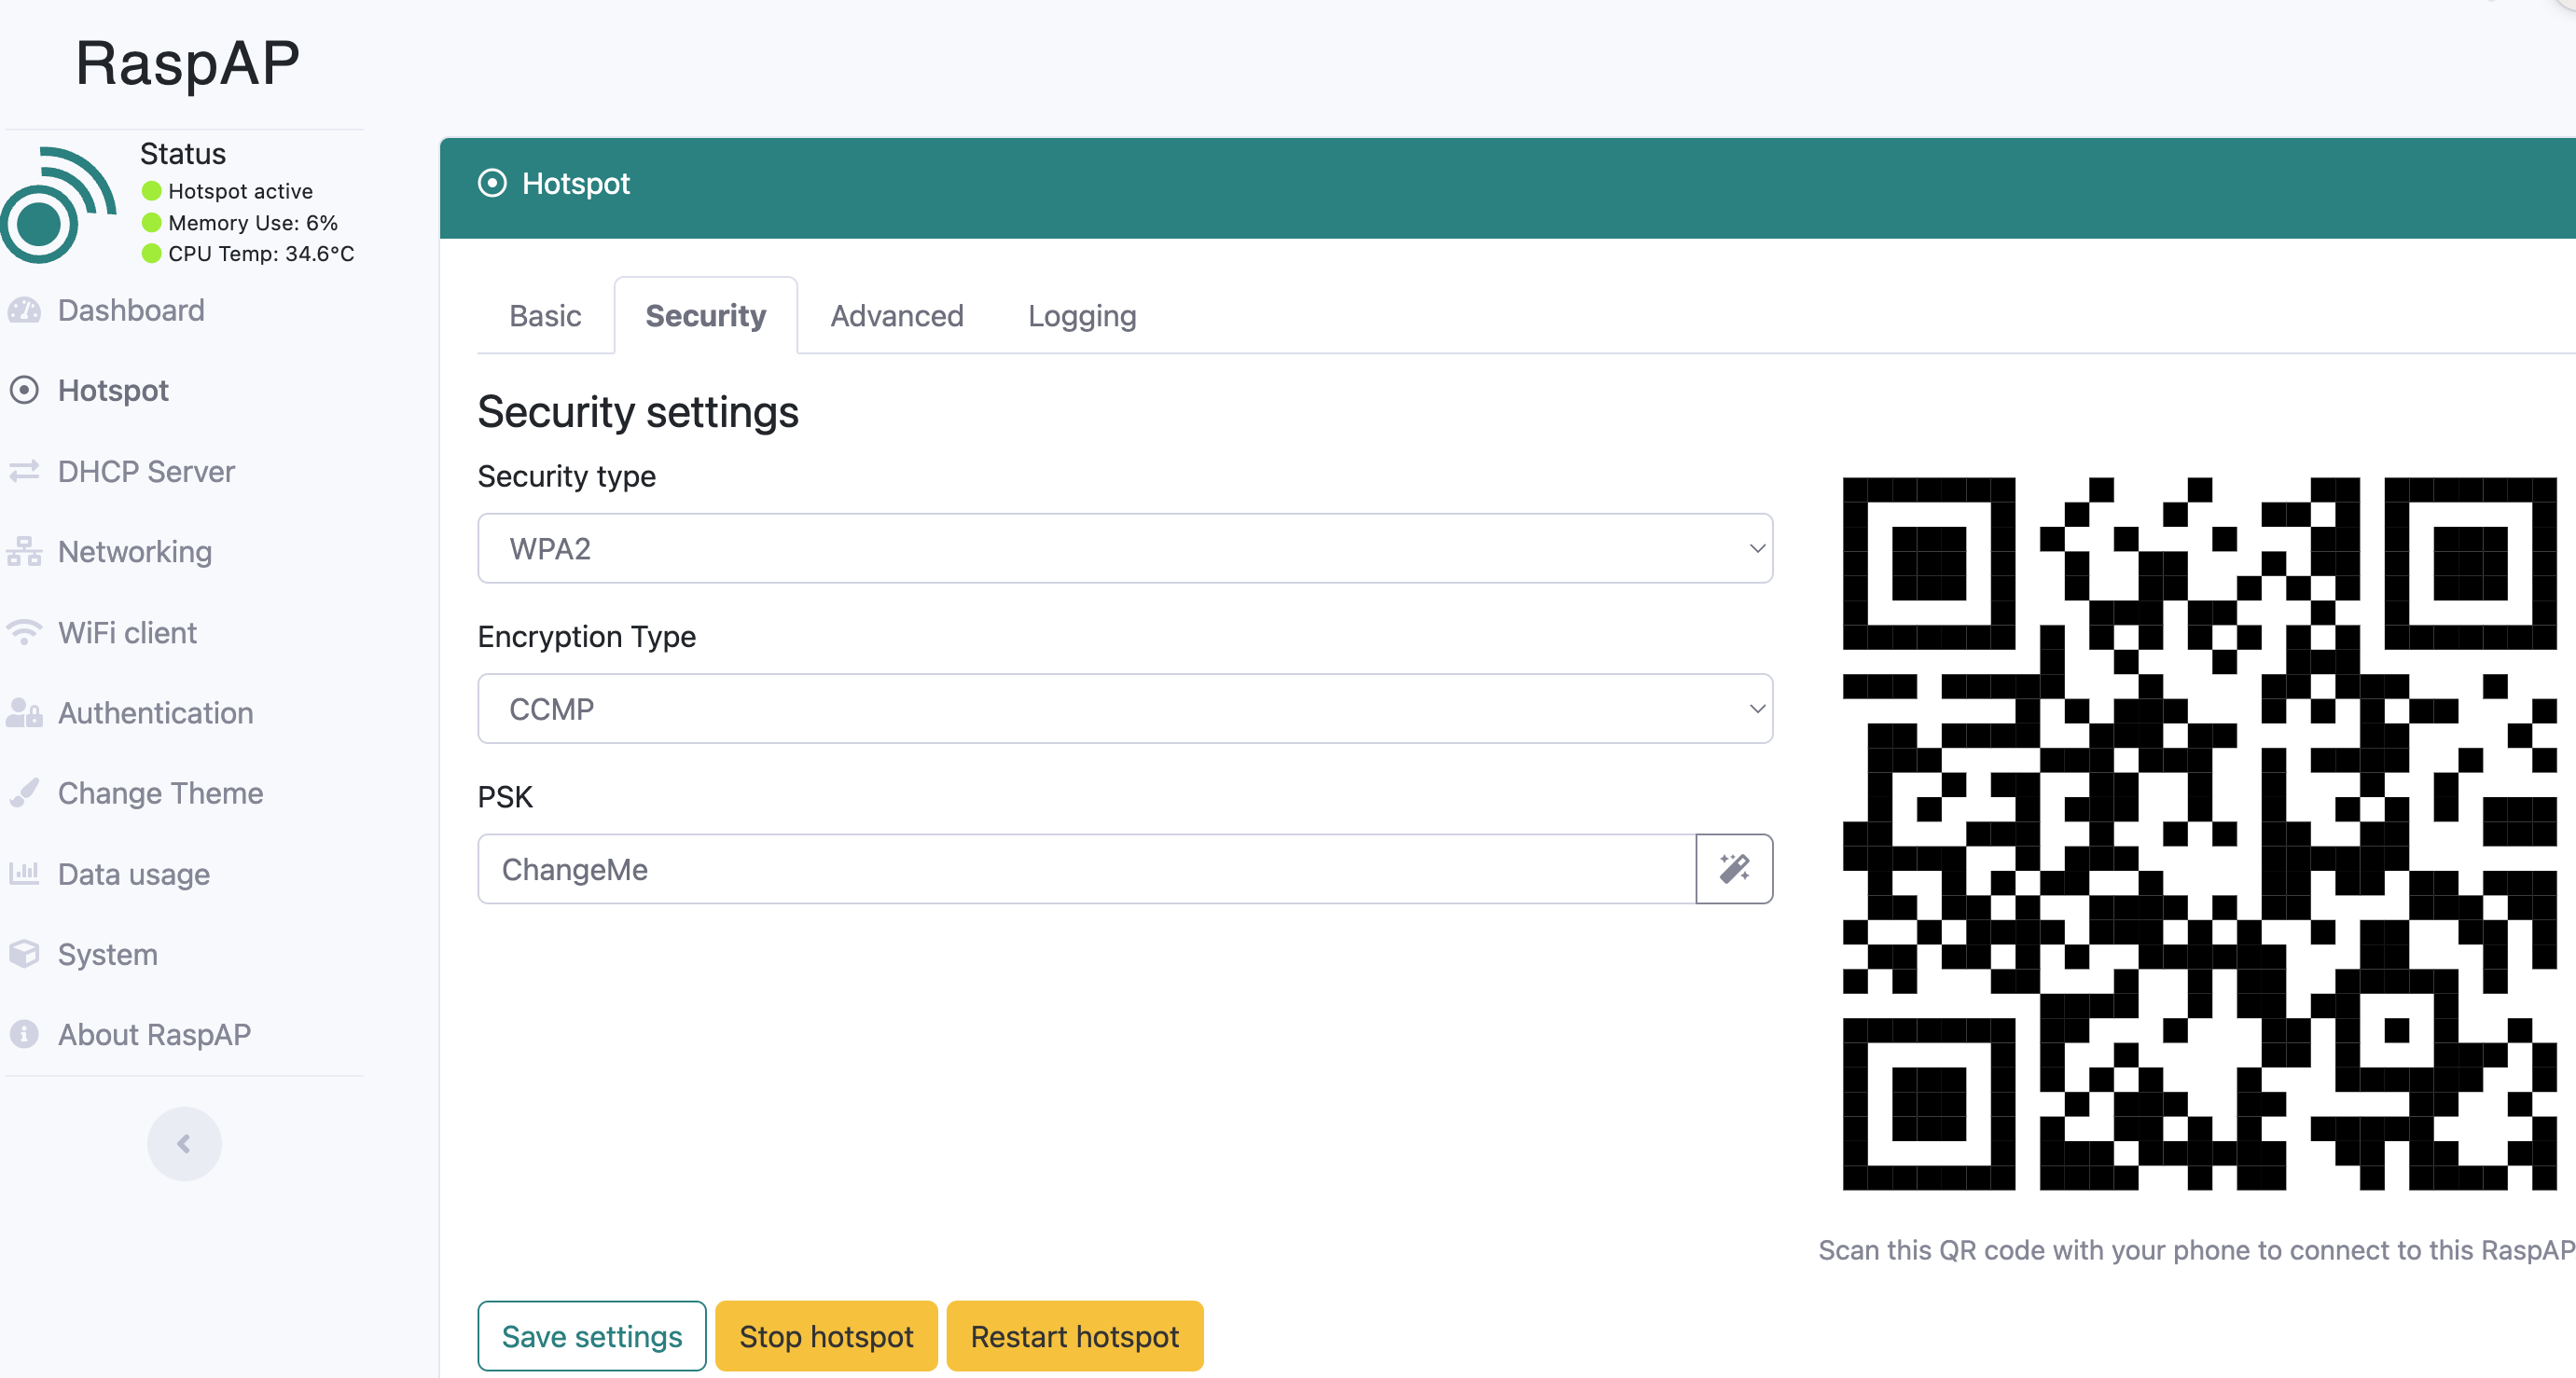 RaspAP
Status
Hotspot active
Memory Use: 6%
CPU Temp: 34.6°C
Dashboard
Hotspot
DHCP Server
Networking
WiFi client
Authentication
Change Theme
Data usage
System
About RaspAP
Hotspot
Basic Security Advanced Logging
Security settings
Security type
WPA2
Encryption Type
CCMP
PSK
ChangeMe
Scan this QR code with your phone to connect to this RaspAP
Save settings Stop hotspot Restart hotspot